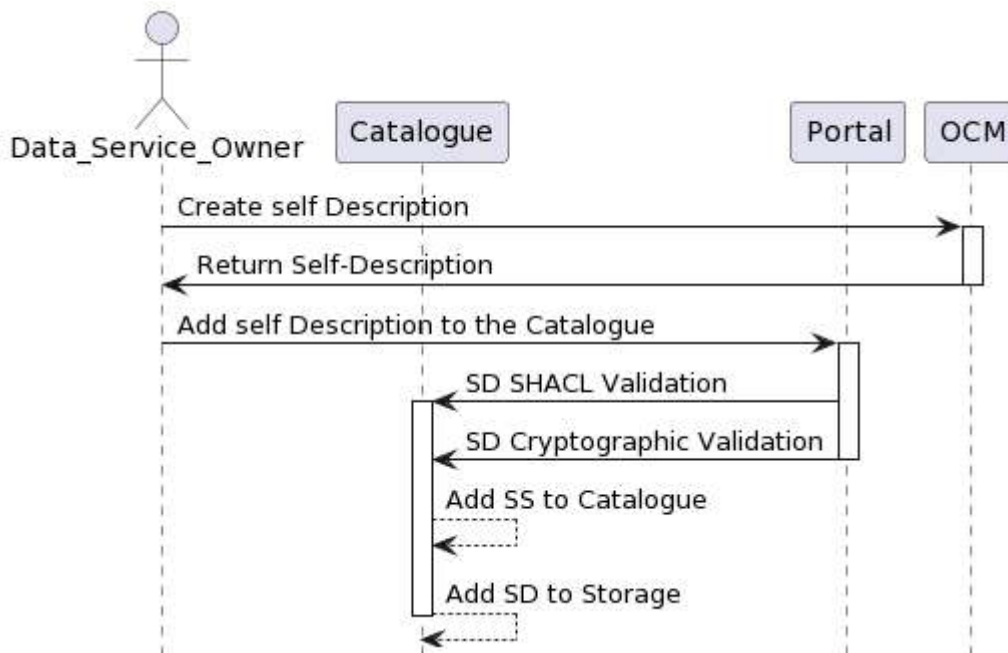 Data_Service_Owner
Catalogue
Portal
OCM
Create self Description
Return Self-Description
Add self Description to the Catalogue
SD SHACL Validation
SD Cryptographic Validation
Add SS to Catalogue
Add SD to Storage